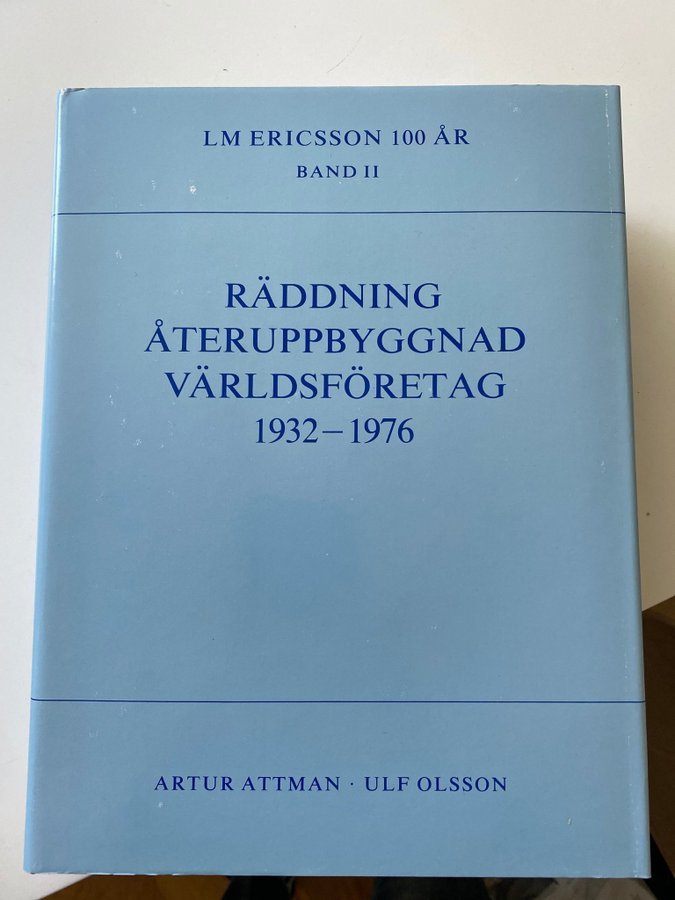 LM ERICSSON 100 ÅR
BAND II
RÄDDNING
ÅTERUPPBYGGNAD
VÄRLDSFÖRETAG
1932–1976
ARTUR ATTMAN · ULF OLSSON